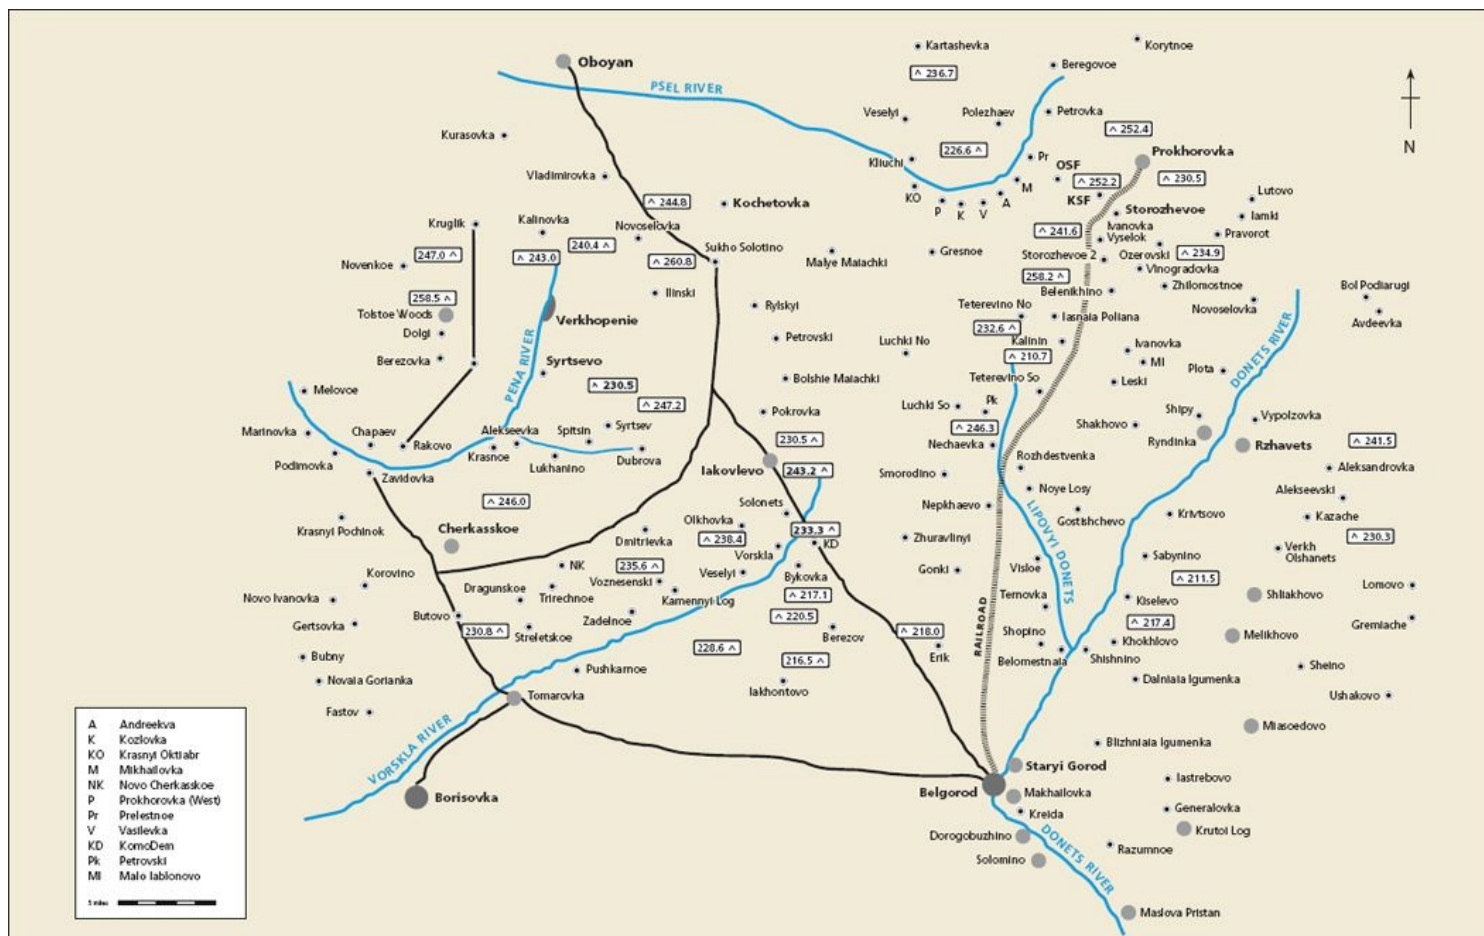 Oboyan
PSEL RIVER
Kartashevka
Korytnoe
^ 236.7
Beregovoe
Veselyi
Polezhaev
Petrovka
^ 252.4
Kurasovka
226.6 ^
Prokhorovka
Kliuchi
Pr
OSF
N
Vladimirovka
^ 252.2
^ 230.5
KO
P
K
V
A
M
KSF
Lutovo
^ 244.8
Kochetovka
Storozhevoe
Iamki
Kruglik
Kalinovka
Novoselovka
^ 241.6
Ivanovka
Vyselok
Pravorot
240.4 ^
Sukho Solotino
Gresnoe
247.0 ^
^ 243.0
^ 260.8
Malye Maiachki
Storozhevoe 2
Ozerovski
^ 234.9
Novenkoe
Vinogradovka
258.2 ^
258.5 ^
Ilinski
Belenikhino
Zhilomostnoe
Bol Podiarugi
Tolstoe Woods
Rylskyi
Teterevino No
Novoselovka
Verkhopenie
Iasnaia Poliana
Avdeevka
Dolgi
232.6 ^
Petrovski
Luchki No
Kalinin
Ivanovka
DONETS RIVER
Berezovka
^ 210.7
MI
Syrtsevo
PENA RIVER
Teterevino So
Plota
Bolshie Maiachki
Leski
Melovoe
^ 230.5
^ 247.2
Luchki So
Pk
Shipy
Pokrovka
Vypolzovka
Marinovka
Chapaev
Alekseevka
Spitsin
Syrtsev
^ 246.3
Shakhovo
Ryndinka
230.5 ^
Nechaevka
Rzhavets
^ 241.5
Rakovo
Krasnoe
Podimovka
Lukhanino
Dubrova
Iakovlevo
243.2 ^
Rozhdestvenka
Aleksandrovka
Zavidovka
Smorodino
Noye Losy
Alekseevski
^ 246.0
Solonets
Nepkhaevo
Kazache
Krasnyi Pochinok
Cherkasskoe
Olkhovka
Gostishchevo
Krivtsovo
Dmitrievka
^ 238.4
233.3 ^
KD
Zhuravlinyi
LIPOVYI DONETS
^ 230.3
Vorskla
Verkh
Olshanets
NK
235.6 ^
Veselyi
Bykovka
Gonki
Visloe
Sabynino
Korovino
Dragunskoe
Voznesenski
^ 211.5
Lomovo
Novo Ivanovka
Trirechnoe
Kamennyi Log
^ 217.1
Ternovka
Kiselevo
Shliakhovo
Butovo
Zadelnoe
^ 220.5
^ 217.4
Gertsovka
230.8 ^
Streletskoe
Berezov
^ 218.0
RAILROAD
Shopino
Khokhlovo
Melikhovo
Gremiache
228.6 ^
Erik
Bubny
216.5 ^
Belomestnaia
Shishnino
Sheino
Pushkarnoe
Novaia Gorianka
Iakhontovo
Dalniaia Igumenka
Ushakovo
Tomarovka
Fastov
VORSKLA RIVER
Miasoedovo
Blizhniaia Igumenka
Staryi Gorod
Iastrebovo
Borisovka
Belgorod
Makhailovka
Kreida
Generalovka
Dorogobuzhino
Krutoi Log
Solomino
DONETS RIVER
Razumnoe
Maslova Pristan
A Andreekva
K Kozlovka
KO Krasnyi Oktiabr
M Mikhailovka
NK Novo Cherkasskoe
P Prokhorovka (West)
Pr Prelestnoe
V Vasilevka
KD KomoDem
Pk Petrovski
MI Malo Iablonovo
5 miles